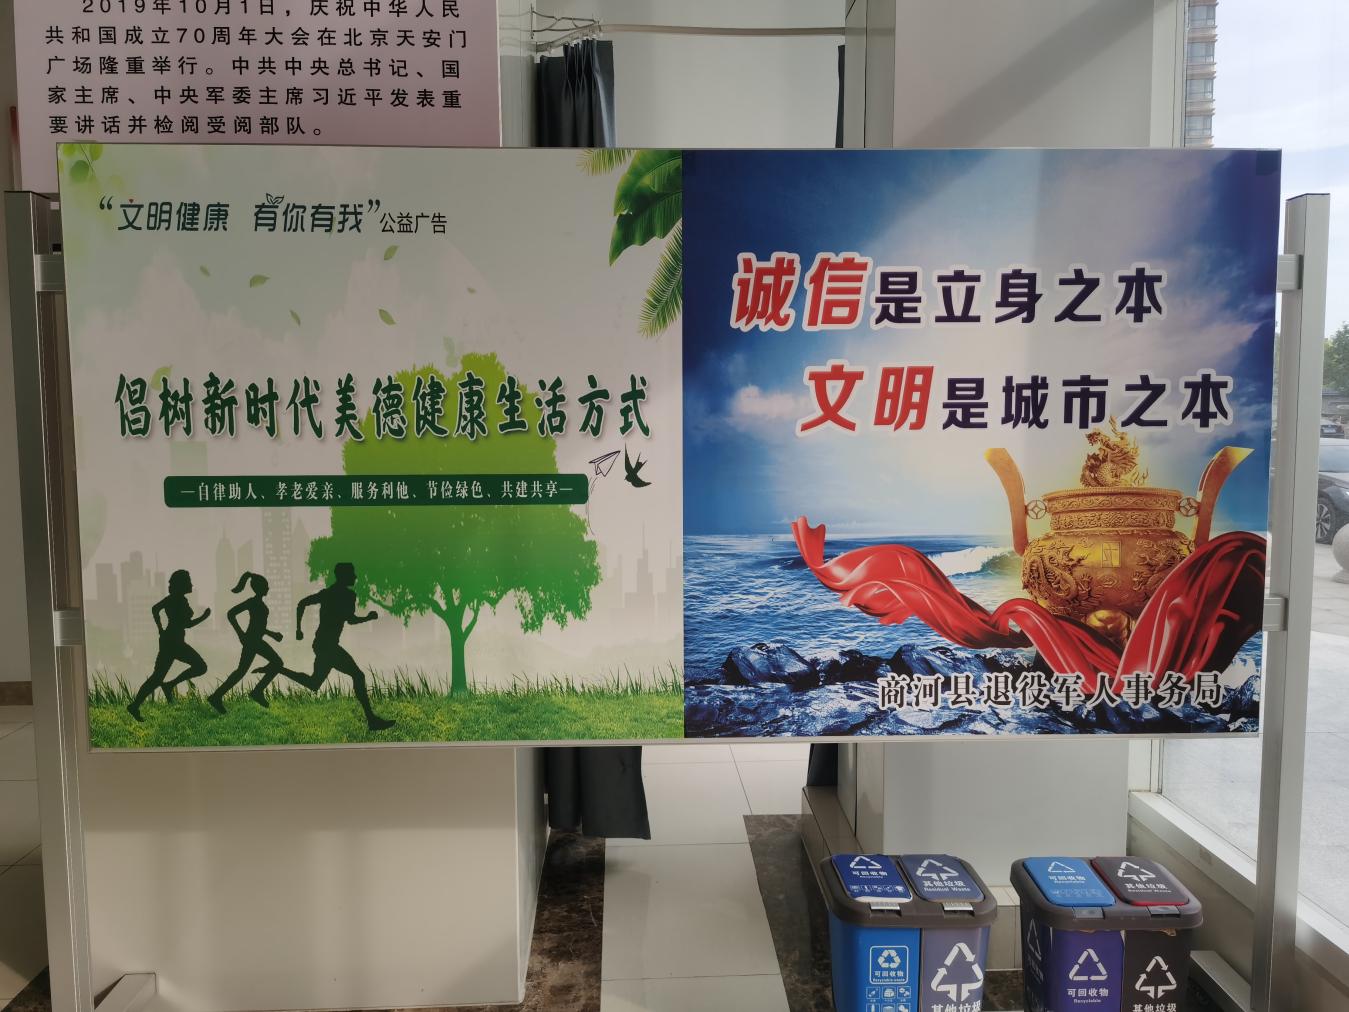 2019年10月1日，庆祝中华人民
共和国成立70周年大会在北京天安门
广场隆重举行。中共中央总书记、国
家主席、中央军委主席习近平发表重
要讲话并检阅受阅部队。
“文明健康 有你有我”公益广告
倡树新时代美德健康生活方式
—自律助人、孝老爱亲、服务利他、节俭绿色、共建共享—
诚信是立身之本
文明是城市之本
商河县退役军人事务局
可回收物
Recyclable
其他垃圾
Residual Waste
可回收物
其他垃圾
Residual Waste
可回收物
Recyclable waste
其他垃圾
可回收物
其他垃圾